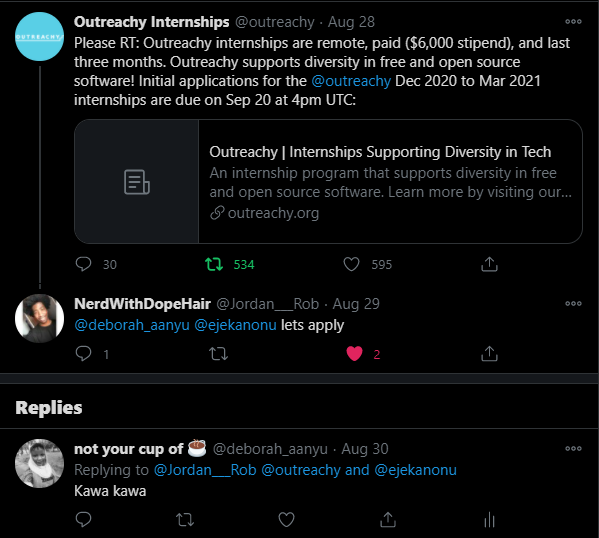 OUTREACHY
Outreachy Internships @outreachy · Aug 28
Please RT: Outreachy internships are remote, paid ($6,000 stipend), and last
three months. Outreachy supports diversity in free and open source
software! Initial applications for the @outreachy Dec 2020 to Mar 2021
internships are due on Sep 20 at 4pm UTC:
Outreachy | Internships Supporting Diversity in Tech
An internship program that supports diversity in free
and open source software. Learn more by visiting our...
outreachy.org
30 534 595
NerdWithDopeHair @Jordan___Rob · Aug 29
@deborah_aanyu @ejekanonu lets apply
1 2
Replies
not your cup of ☕ @deborah_aanyu · Aug 30
Replying to @Jordan___Rob @outreachy and @ejekanonu
Kawa kawa